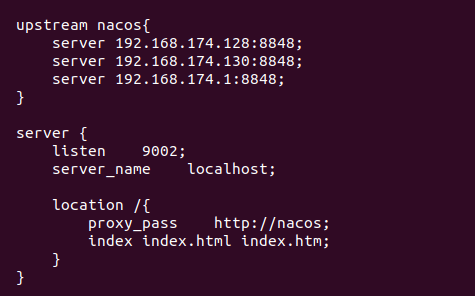 upstream nacos{
    server 192.168.174.128:8848;
    server 192.168.174.130:8848;
    server 192.168.174.1:8848;
}

server {
    listen    9002;
    server_name    localhost;

    location /{
        proxy_pass    http://nacos;
        index index.html index.htm;
    }
}